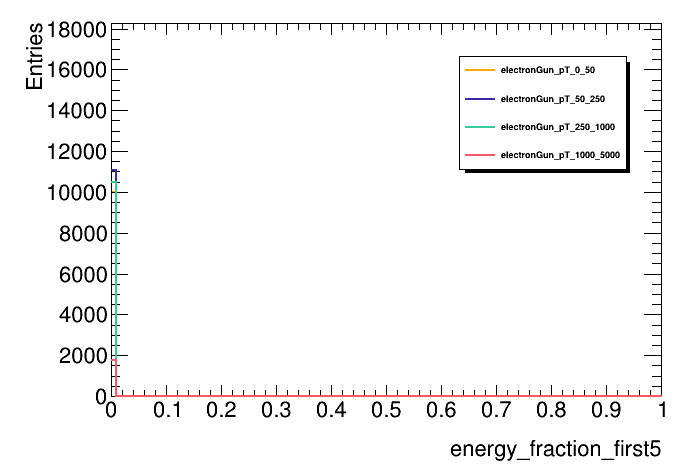 Entries
18000
16000
14000
12000
10000
8000
6000
4000
2000
0
0 0.1 0.2 0.3 0.4 0.5 0.6 0.7 0.8 0.9 1
energy_fraction_first5
electronGun_pT_0_50
electronGun_pT_50_250
electronGun_pT_250_1000
electronGun_pT_1000_5000